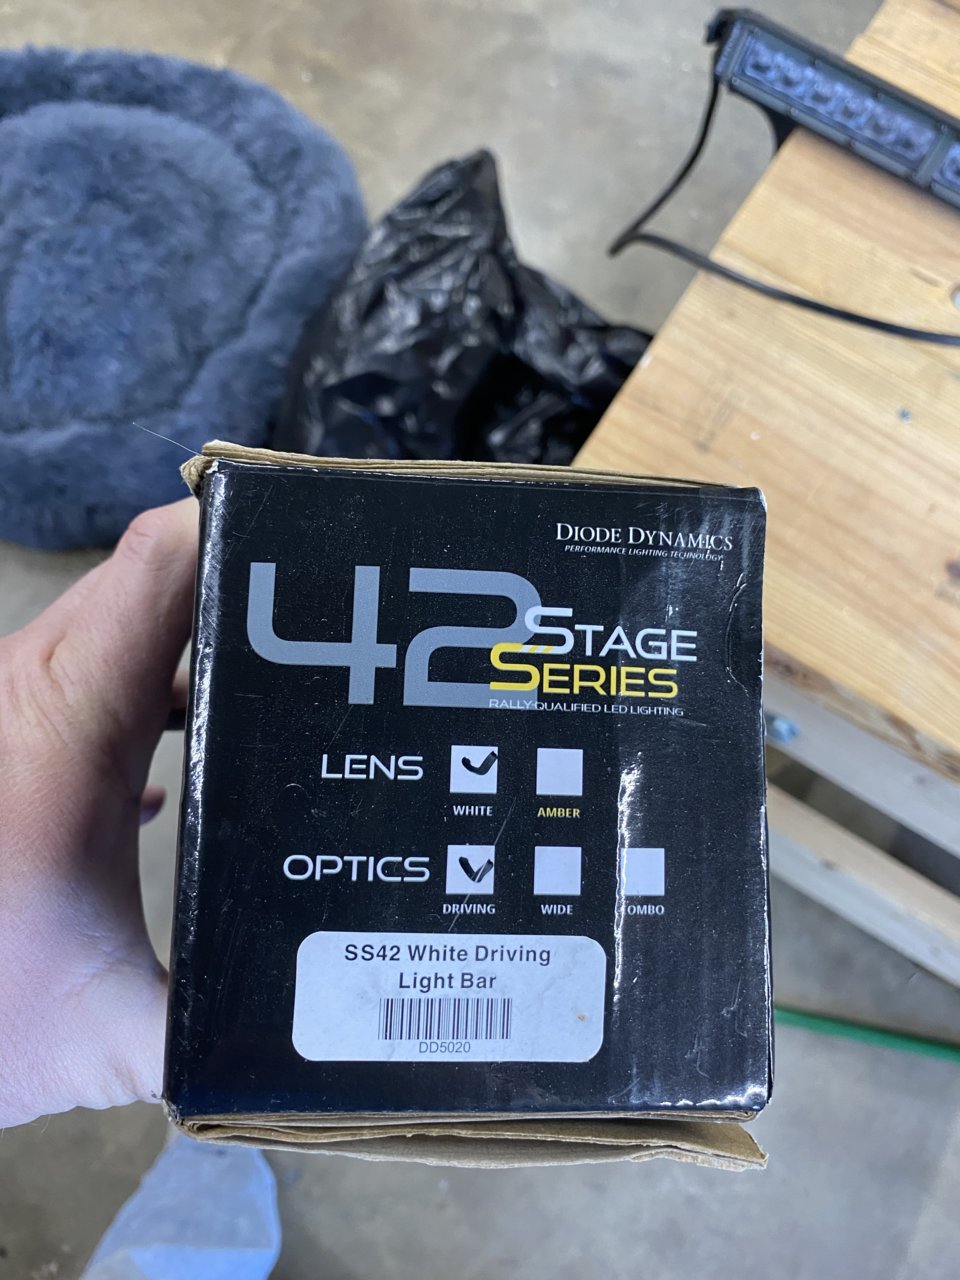 DIODE DYNAMICS
PERFORMANCE LIGHTING TECHNOLOGY
42
STAGE
SERIES
RALLY QUALIFIED LED LIGHTING
LENS
WHITE AMBER
OPTICS
DRIVING WIDE OMBO
SS42 White Driving
Light Bar
DD5020